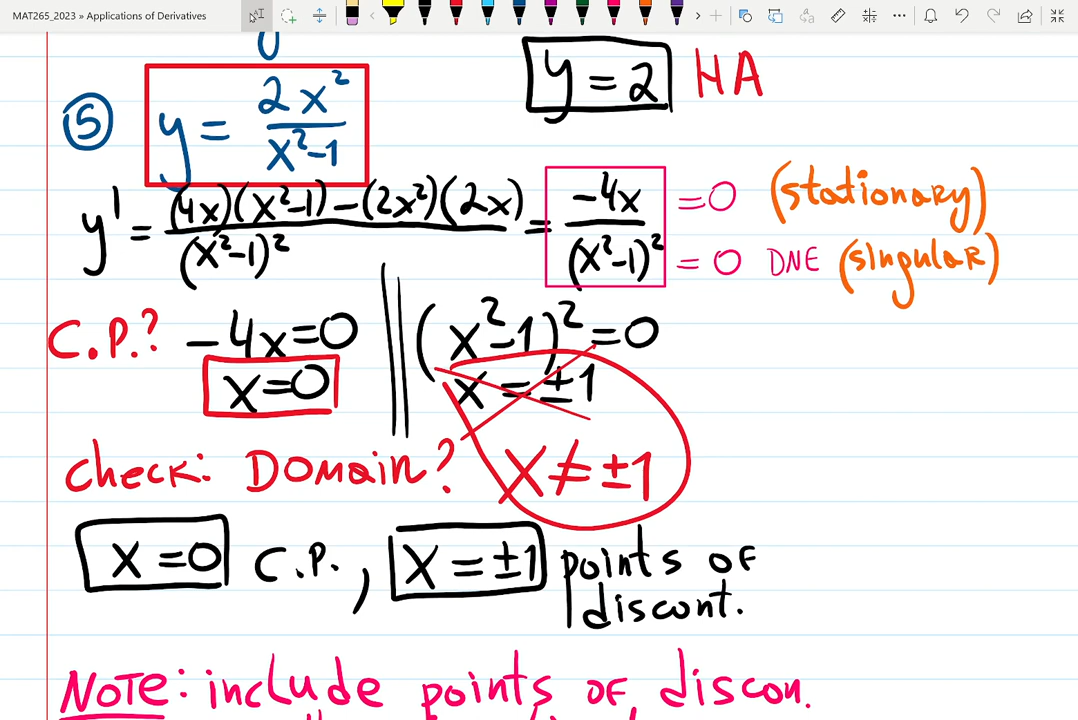 MAT265_2023 » Applications of Derivatives
y = 2 HA
⑤ y = 2x²/(x²-1)
y' = ((4x)(x²-1) - (2x²)(2x))/(x²-1)² = -4x/(x²-1)² = 0 (stationary)
= 0 DNE (singular)
C.P.? -4x=0 || (x²-1)² = 0
x=0 x = ±1
Check: Domain? x ≠ ±1
x = 0 C.P., x = ±1 points of
discont.
NOTE: include points of discon.